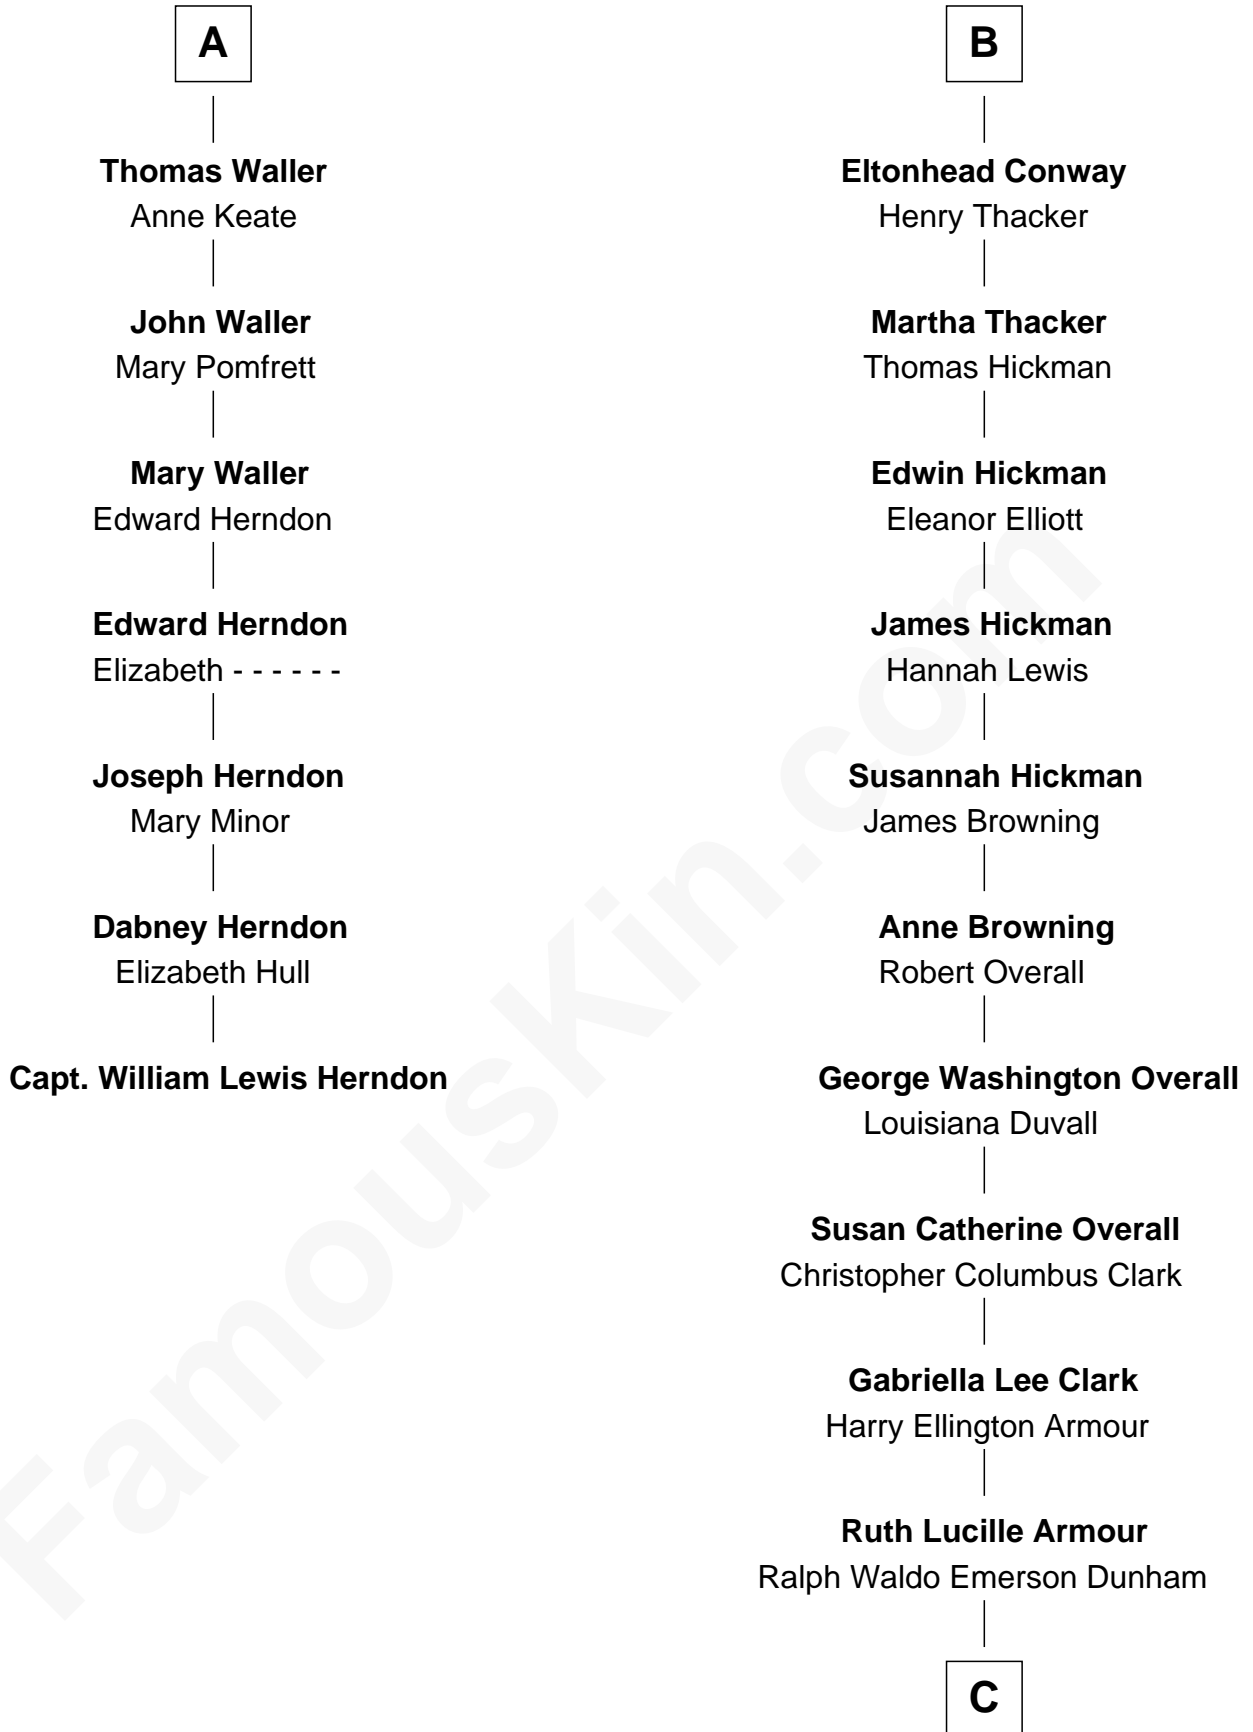 A
Thomas Waller
Anne Keate
John Waller
Mary Pomfrett
Mary Waller
Edward Herndon
Edward Herndon
Elizabeth - - - - - -
Joseph Herndon
Mary Minor
Dabney Herndon
Elizabeth Hull
Capt. William Lewis Herndon
B
Eltonhead Conway
Henry Thacker
Martha Thacker
Thomas Hickman
Edwin Hickman
Eleanor Elliott
James Hickman
Hannah Lewis
Susannah Hickman
James Browning
Anne Browning
Robert Overall
George Washington Overall
Louisiana Duvall
Susan Catherine Overall
Christopher Columbus Clark
Gabriella Lee Clark
Harry Ellington Armour
Ruth Lucille Armour
Ralph Waldo Emerson Dunham
C
FamousKin.com